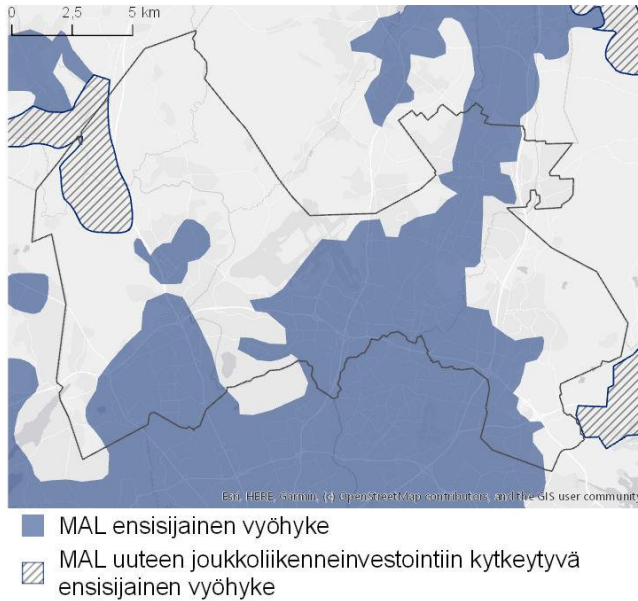 0 2,5 5 km
Esri, HERE, Garmin, (c) OpenStreetMap contributors, and the GIS user community
MAL ensisijainen vyöhyke
MAL uuteen joukkoliikenneinvestointiin kytkeytyvä
ensisijainen vyöhyke